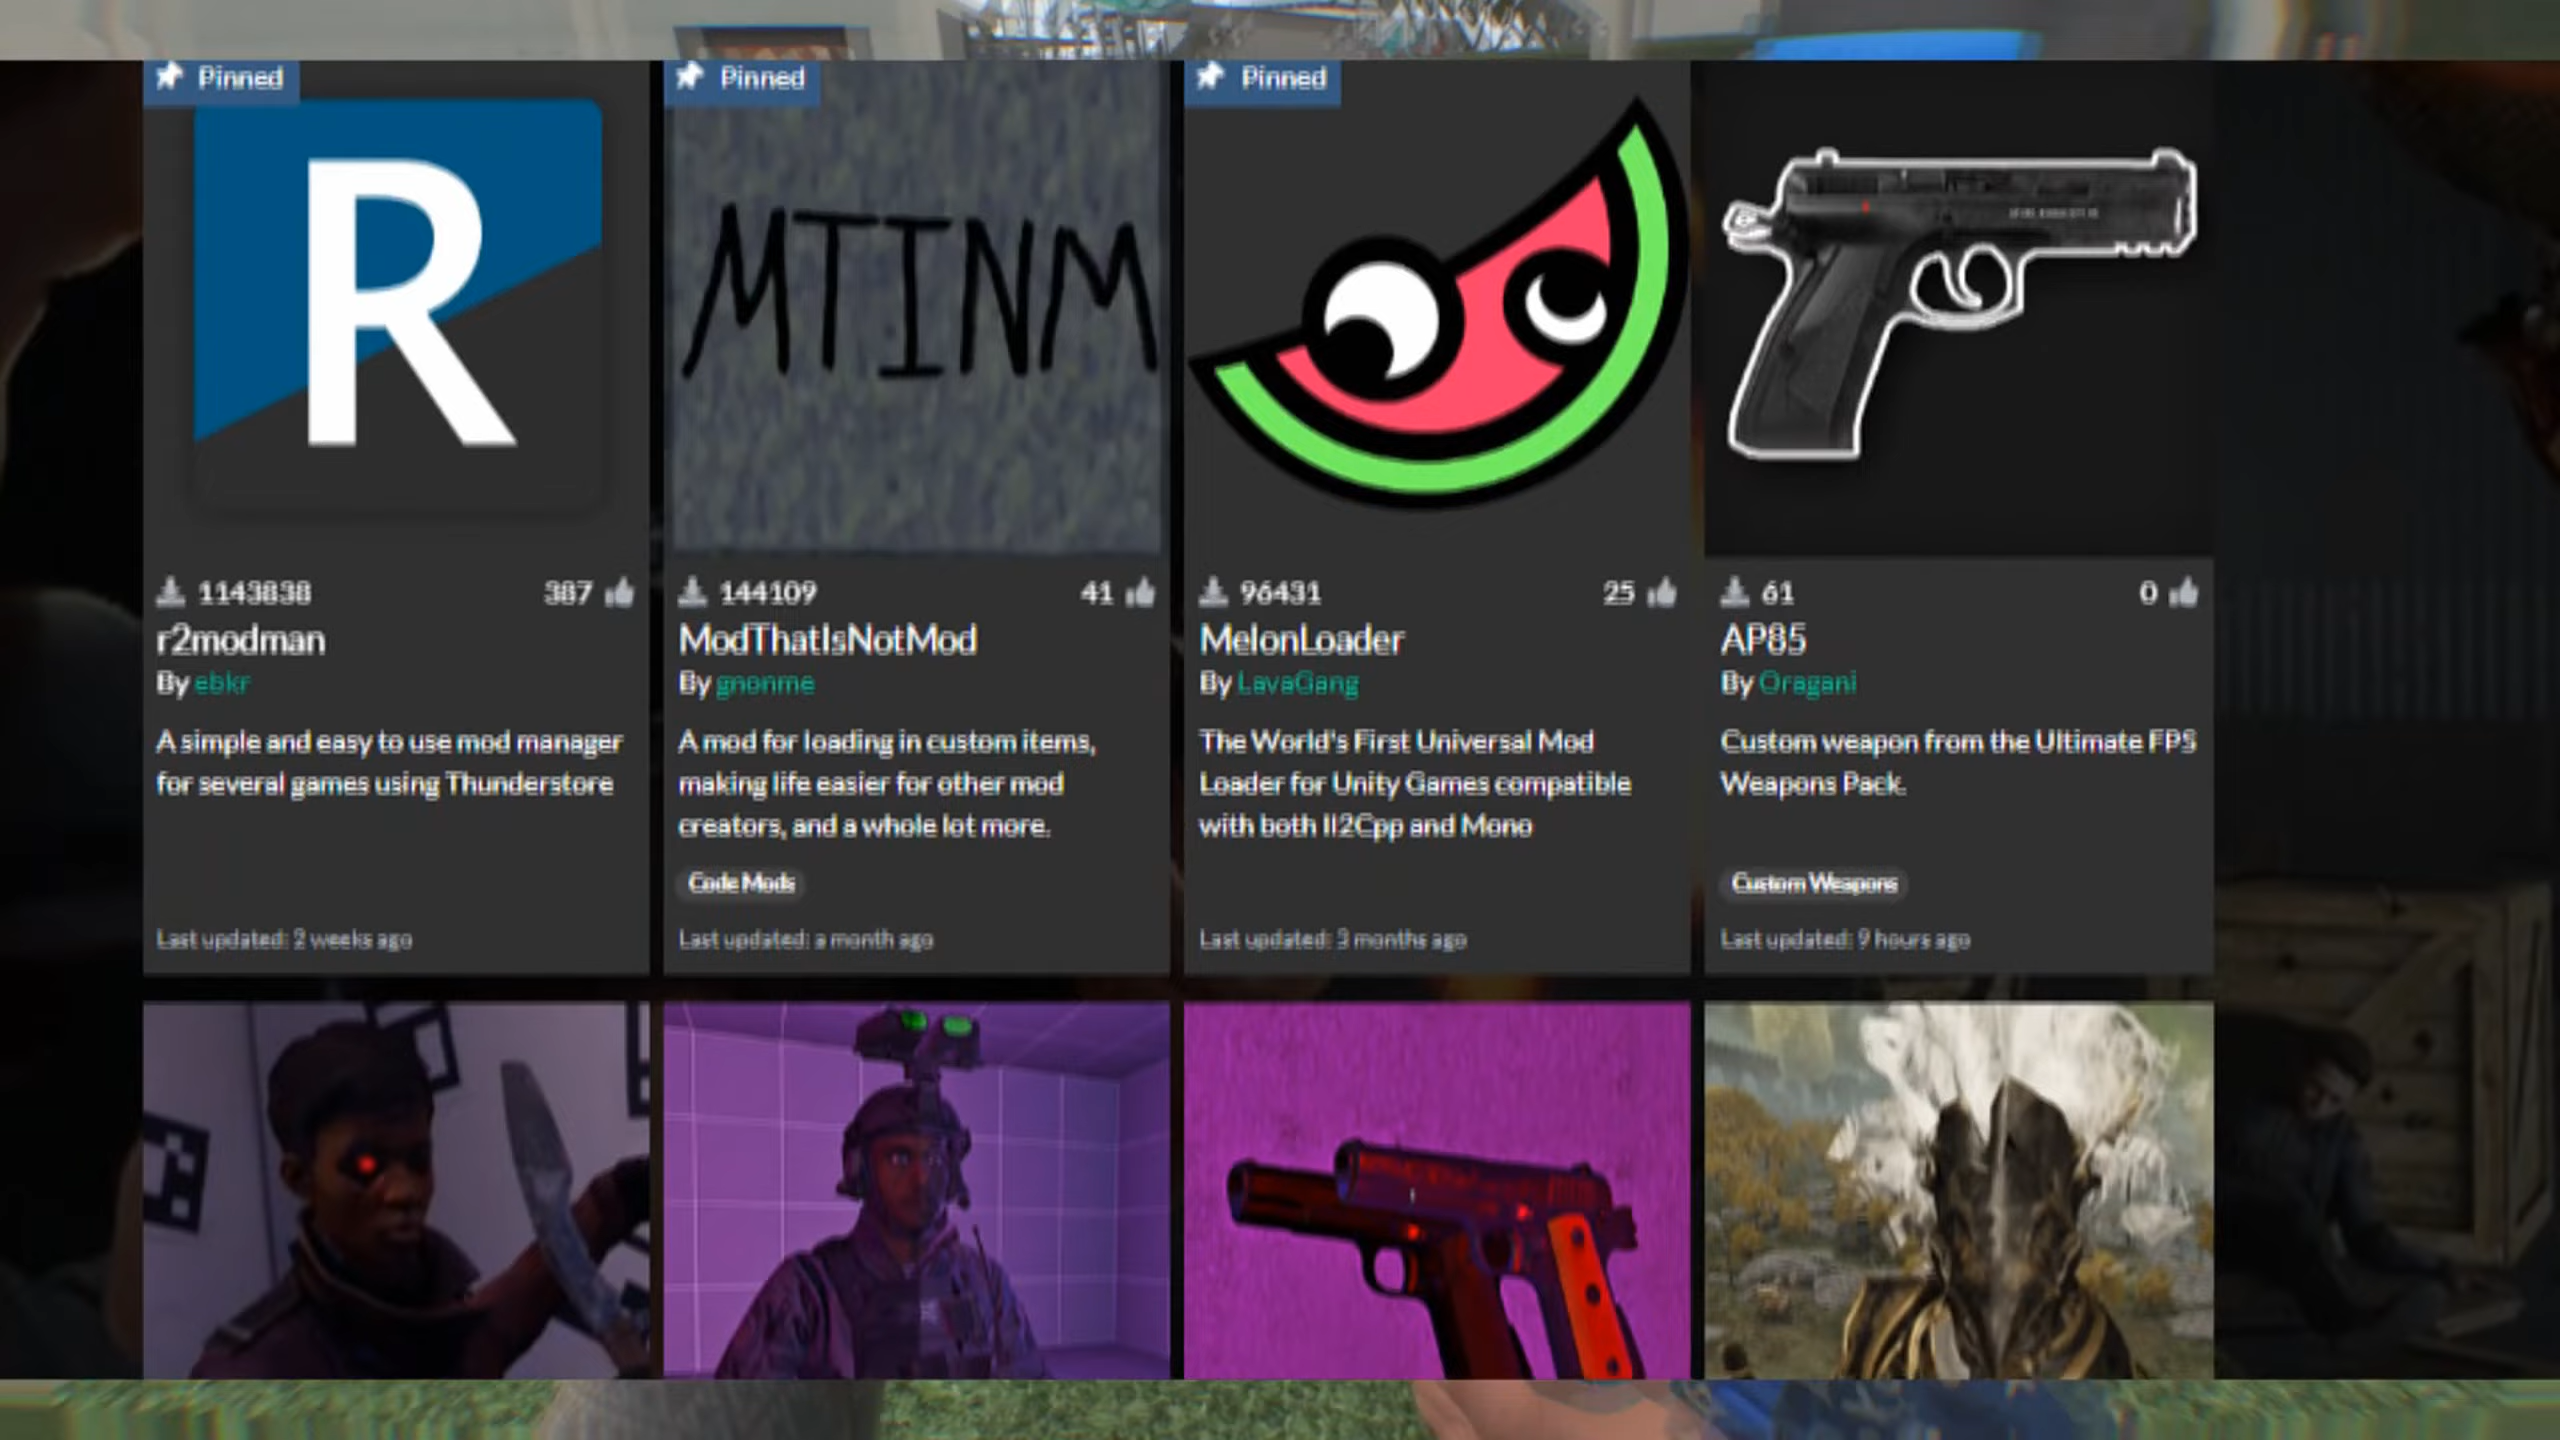 Pinned
R
1143838 387
r2modman
By ebkr
A simple and easy to use mod manager
for several games using Thunderstore
Last updated: 2 weeks ago
Pinned
MTINM
144109 41
ModThatIsNotMod
By gnonme
A mod for loading in custom items,
making life easier for other mod
creators, and a whole lot more.
Code Mods
Last updated: a month ago
Pinned
96431 25
MelonLoader
By LavaGang
The World's First Universal Mod
Loader for Unity Games compatible
with both Il2Cpp and Mono
Last updated: 3 months ago
61 0
AP85
By Oragani
Custom weapon from the Ultimate FPS
Weapons Pack.
Custom Weapons
Last updated: 9 hours ago